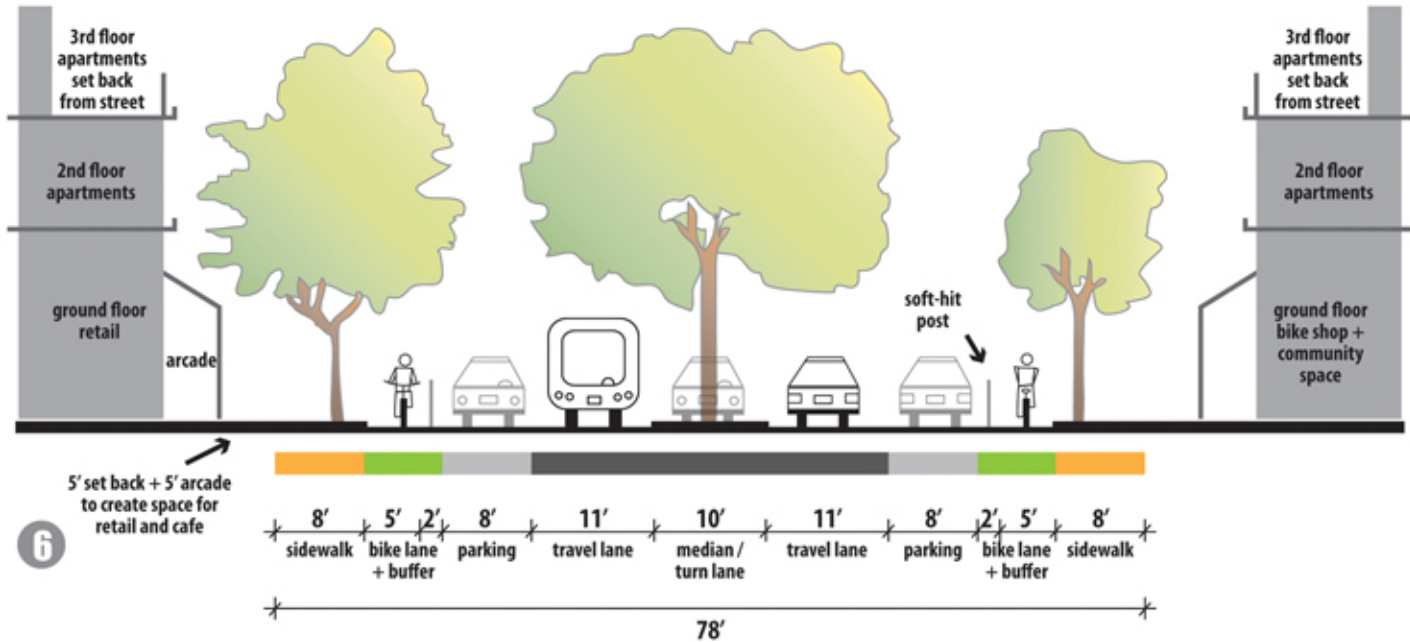 3rd floor
apartments
set back
from street
2nd floor
apartments
ground floor
retail
arcade
5′ set back + 5′ arcade
to create space for
retail and cafe
6
soft-hit
post
3rd floor
apartments
set back
from street
2nd floor
apartments
ground floor
bike shop +
community
space
8′ 5′ 2′ 8′ 11′ 10′ 11′ 8′ 2′ 5′ 8′
sidewalk bike lane parking travel lane median / travel lane parking bike lane sidewalk
+ buffer turn lane + buffer
78′